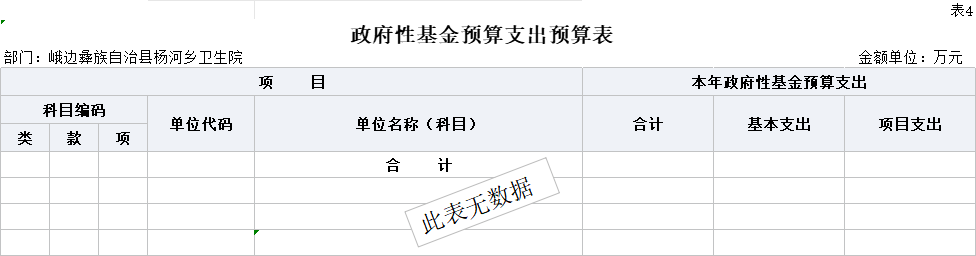 表4
政府性基金预算支出预算表
部门：峨边彝族自治县杨河乡卫生院 金额单位：万元
项 目 本年政府性基金预算支出
科目编码 单位代码 单位名称（科目） 合计 基本支出 项目支出
类 款 项
合 计
此表无数据